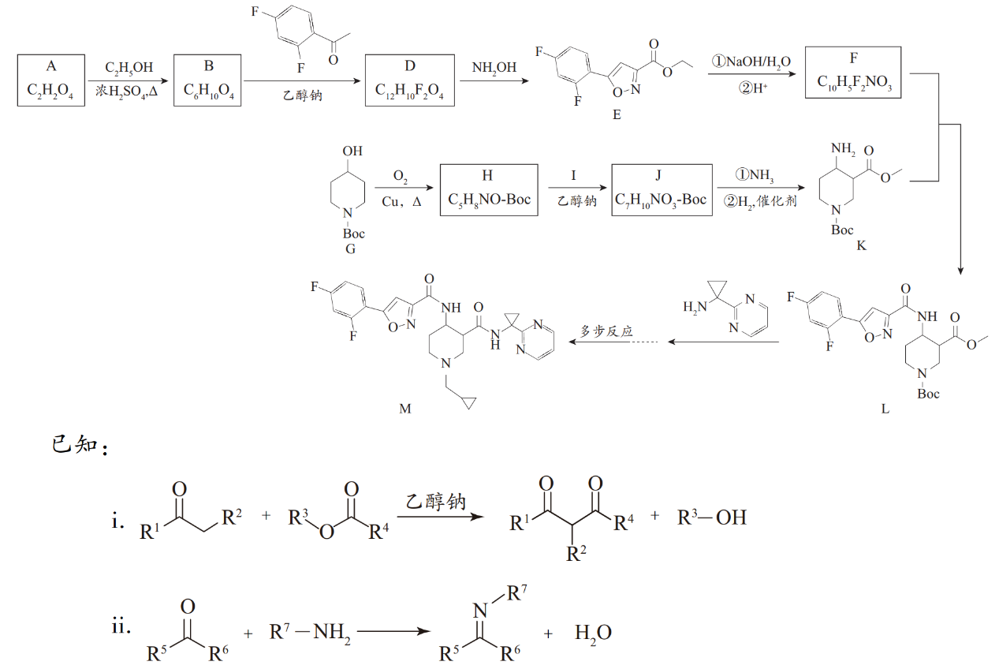 A
C₂H₂O₄
C₂H₅OH
浓H₂SO₄,Δ
B
C₆H₁₀O₄
F
F
O
乙醇钠
D
C₁₂H₁₀F₂O₄
NH₂OH
F
F
O
N
O
O
E
①NaOH/H₂O
②H⁺
F
C₁₀H₅F₂NO₃
OH
N
Boc
G
O₂
Cu，Δ
H
C₅H₈NO-Boc
I
乙醇钠
J
C₇H₁₀NO₃-Boc
①NH₃
②H₂,催化剂
NH₂
O
O
N
Boc
K
F
F
O
N
O
NH
O
N
H
N
N
N
M
多步反应
H₂N
N
N
F
F
O
N
O
NH
O
O
N
Boc
L
已知：
i.
O
R¹
R²
+
R³
O
O
R⁴
乙醇钠
O
O
R¹
R⁴
R²
+
R³—OH
ii.
O
R⁵
R⁶
+
R⁷—NH₂
N
R⁷
R⁵
R⁶
+
H₂O